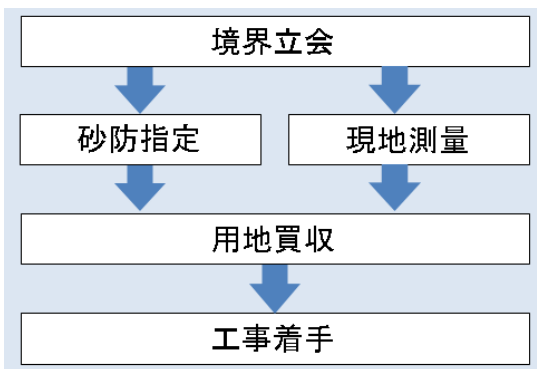 境界立会
砂防指定
現地測量
用地買収
工事着手